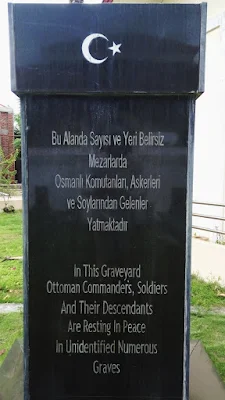 Bu Alanda Sayısı ve Yeri Belirsiz
Mezarlarda
Osmanlı Komutanları, Askerleri
ve Soylarından Gelenler
Yatmaktadır
In This Graveyard
Ottoman Commanders, Soldiers
And Their Descendants
Are Resting In Peace
In Unidentified Numerous
Graves